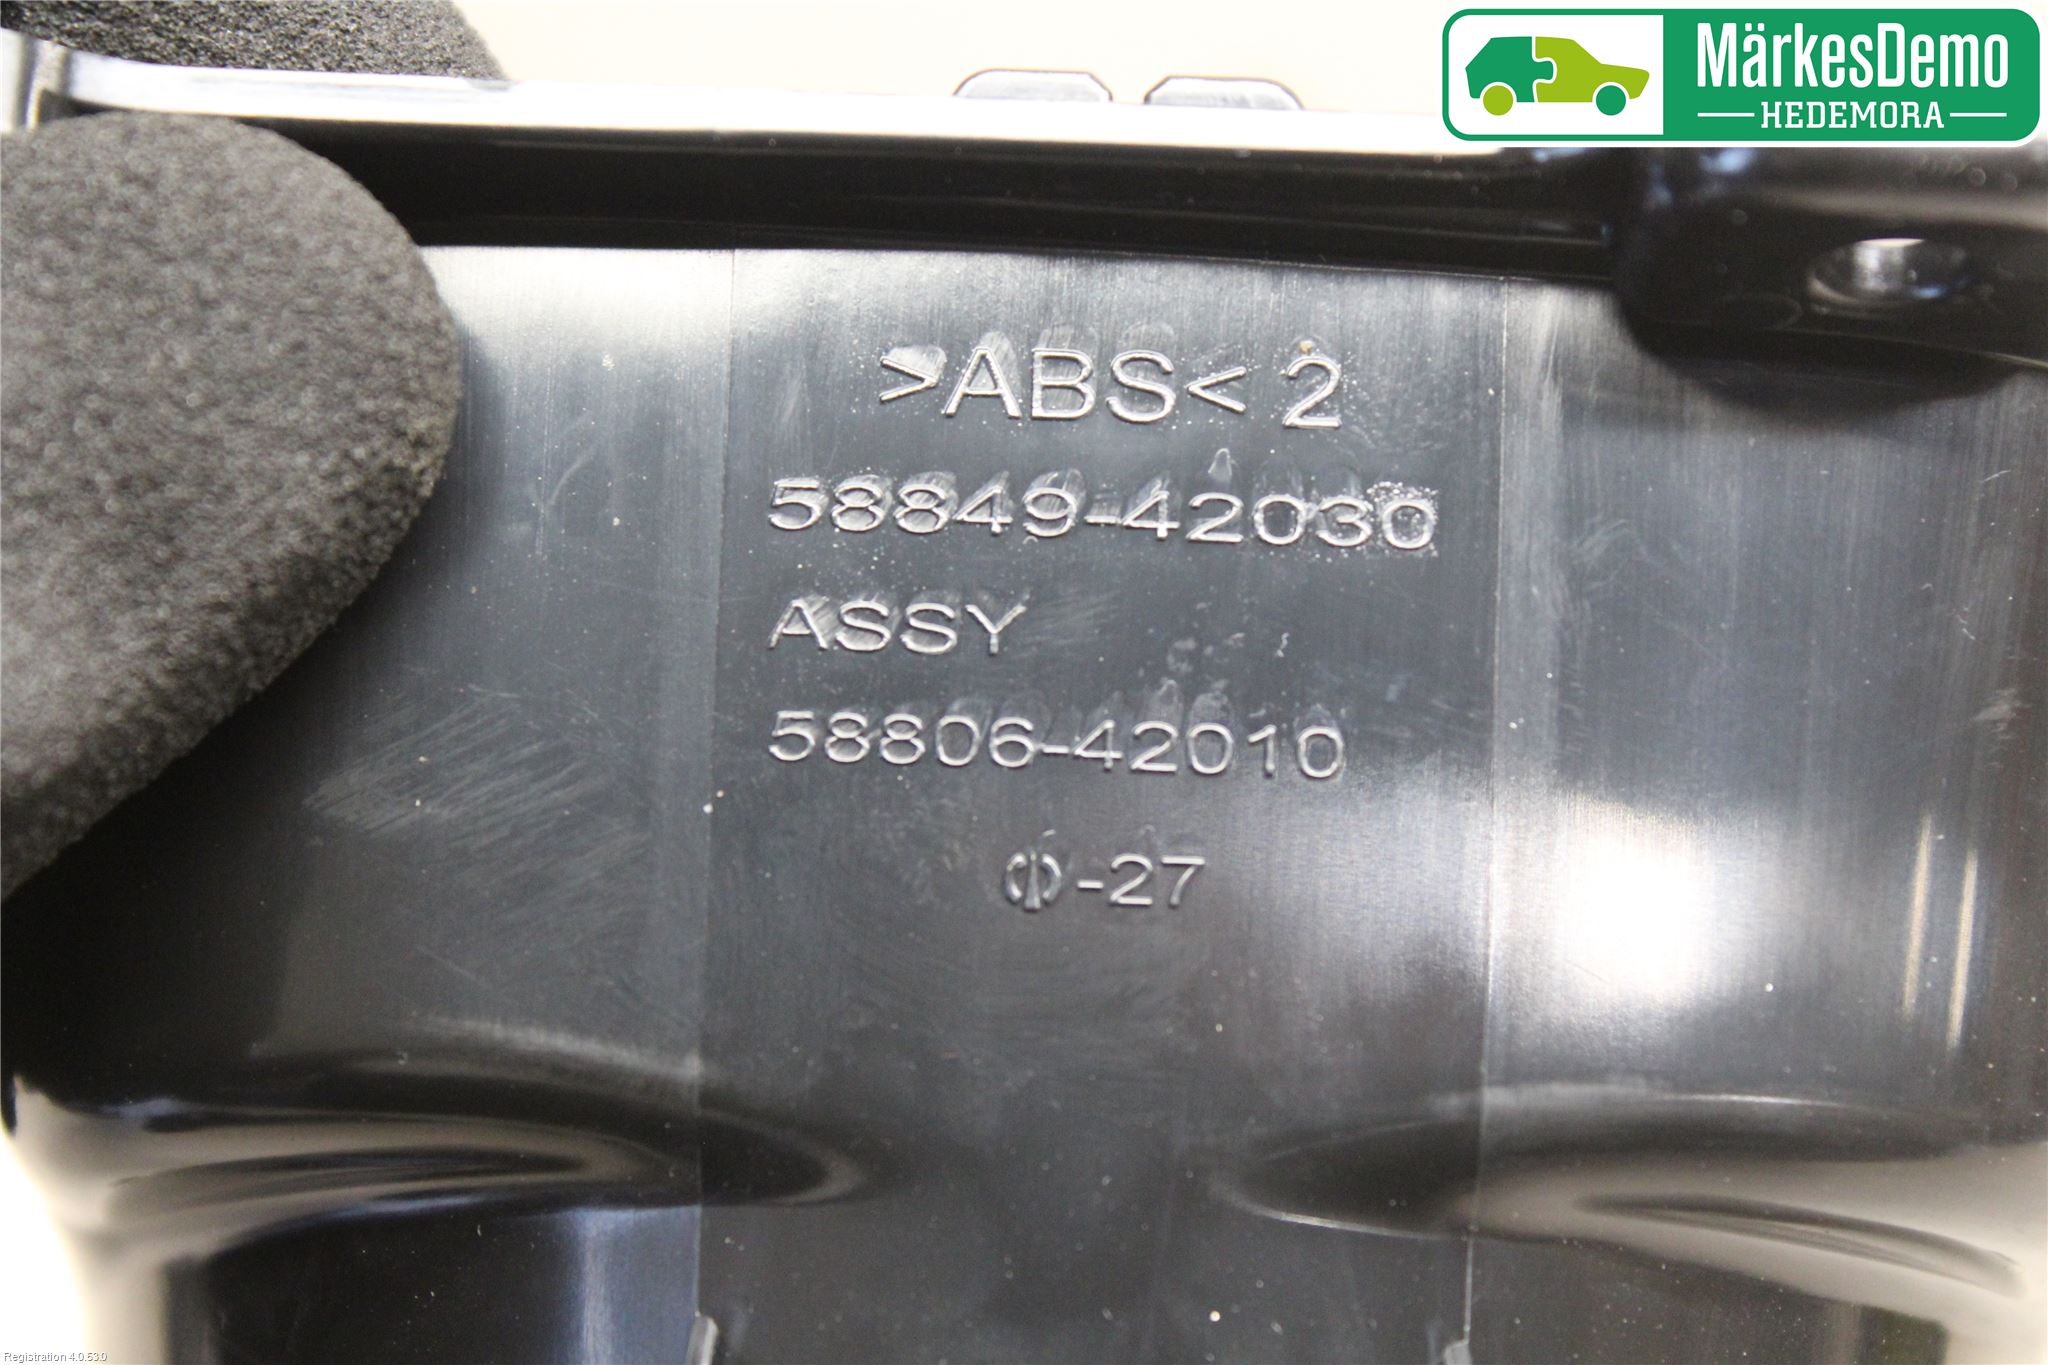 MärkesDemo
HEDEMORA
>ABS< 2
58849-42030
ASSY
58806-42010
-27
Registration 4.0.53.0